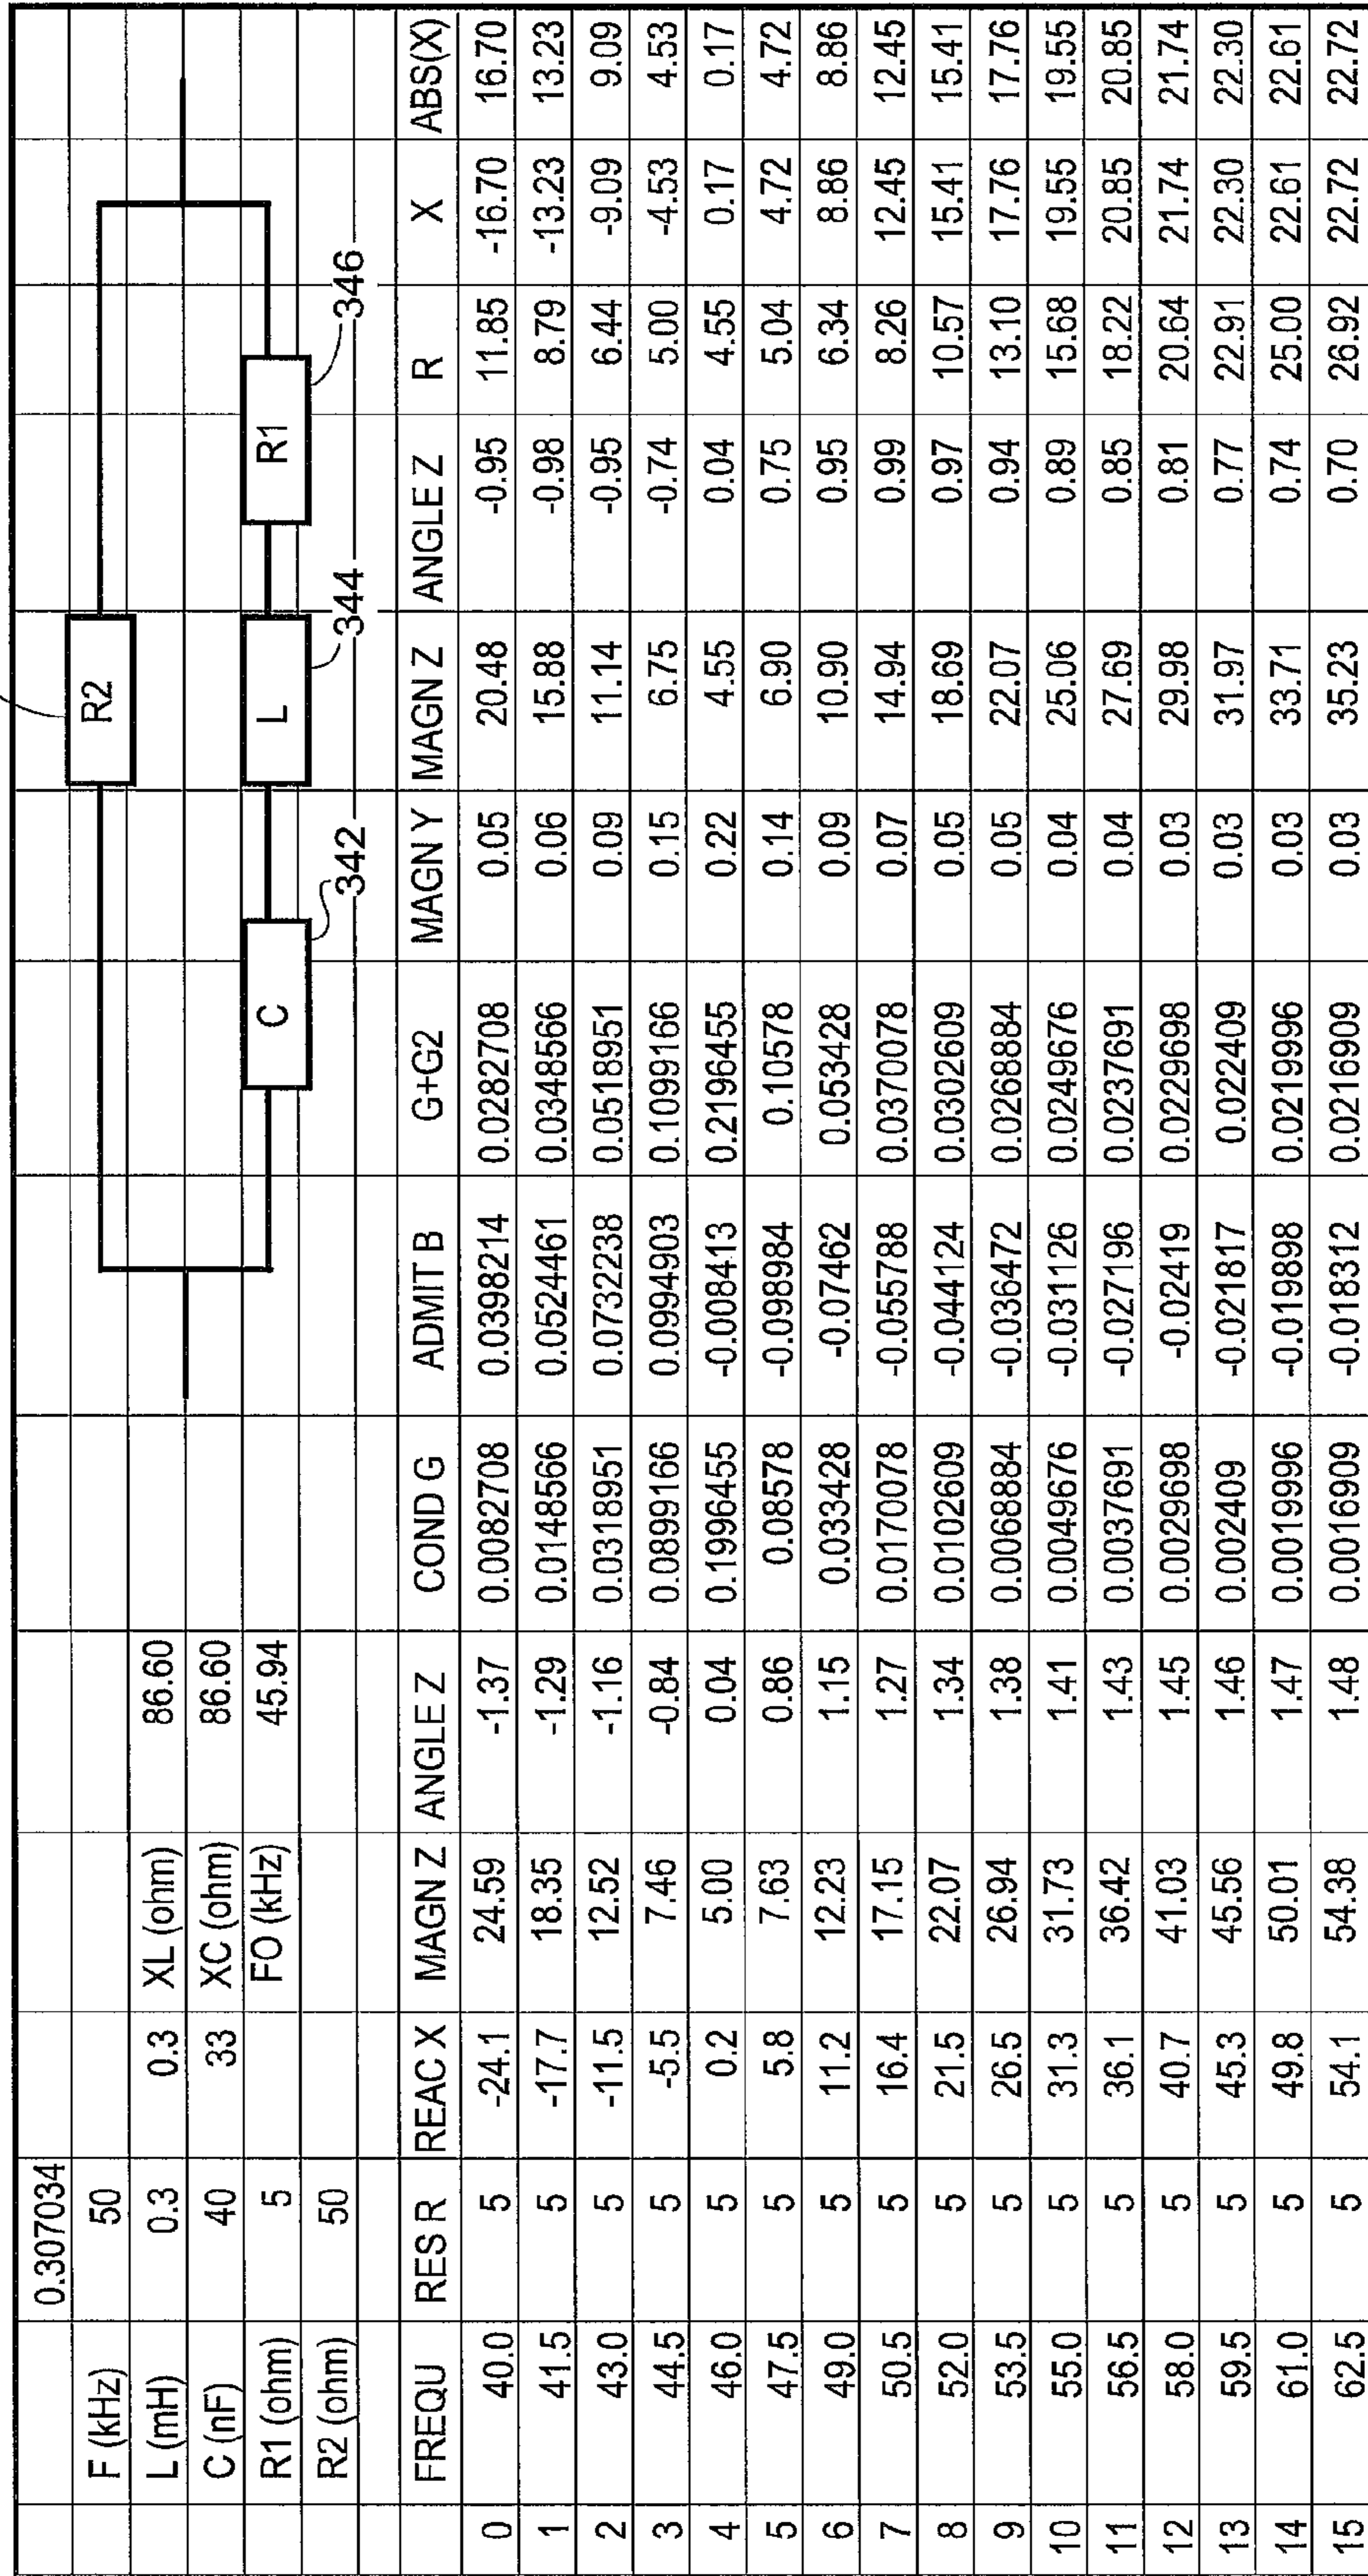 0.307034
F (kHz) 50 R2
L (mH) 0.3 0.3 XL (ohm) 86.60
C (nF) 40 33 XC (ohm) 86.60
R1 (ohm) 5 FO (kHz) 45.94 C L R1
R2 (ohm) 50
342 344 346
FREQU RES R REAC X MAGN Z ANGLE Z COND G ADMIT B G+G2 MAGN Y MAGN Z ANGLE Z R X ABS(X)
0 40.0 5 -24.1 24.59 -1.37 0.0082708 0.0398214 0.0282708 0.05 20.48 -0.95 11.85 -16.70 16.70
1 41.5 5 -17.7 18.35 -1.29 0.0148566 0.0524461 0.0348566 0.06 15.88 -0.98 8.79 -13.23 13.23
2 43.0 5 -11.5 12.52 -1.16 0.0318951 0.0732238 0.0518951 0.09 11.14 -0.95 6.44 -9.09 9.09
3 44.5 5 -5.5 7.46 -0.84 0.0899166 0.0994903 0.1099166 0.15 6.75 -0.74 5.00 -4.53 4.53
4 46.0 5 0.2 5.00 0.04 0.1996455 -0.008413 0.2196455 0.22 4.55 0.04 4.55 0.17 0.17
5 47.5 5 5.8 7.63 0.86 0.08578 -0.098984 0.10578 0.14 6.90 0.75 5.04 4.72 4.72
6 49.0 5 11.2 12.23 1.15 0.033428 -0.07462 0.053428 0.09 10.90 0.95 6.34 8.86 8.86
7 50.5 5 16.4 17.15 1.27 0.0170078 -0.055788 0.0370078 0.07 14.94 0.99 8.26 12.45 12.45
8 52.0 5 21.5 22.07 1.34 0.0102609 -0.044124 0.0302609 0.05 18.69 0.97 10.57 15.41 15.41
9 53.5 5 26.5 26.94 1.38 0.0068884 -0.036472 0.0268884 0.05 22.07 0.94 13.10 17.76 17.76
10 55.0 5 31.3 31.73 1.41 0.0049676 -0.031126 0.0249676 0.04 25.06 0.89 15.68 19.55 19.55
11 56.5 5 36.1 36.42 1.43 0.0037691 -0.027196 0.0237691 0.04 27.69 0.85 18.22 20.85 20.85
12 58.0 5 40.7 41.03 1.45 0.0029698 -0.02419 0.0229698 0.03 29.98 0.81 20.64 21.74 21.74
13 59.5 5 45.3 45.56 1.46 0.002409 -0.021817 0.022409 0.03 31.97 0.77 22.91 22.30 22.30
14 61.0 5 49.8 50.01 1.47 0.0019996 -0.019898 0.0219996 0.03 33.71 0.74 25.00 22.61 22.61
15 62.5 5 54.1 54.38 1.48 0.0016909 -0.018312 0.0216909 0.03 35.23 0.70 26.92 22.72 22.72